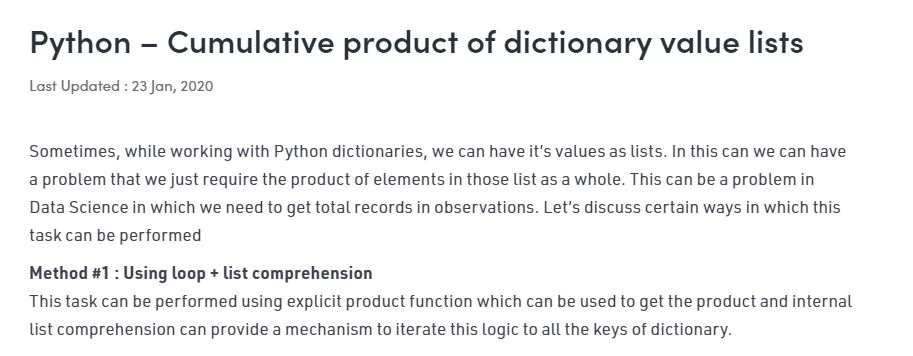 Python – Cumulative product of dictionary value lists
Last Updated : 23 Jan, 2020
Sometimes, while working with Python dictionaries, we can have it's values as lists. In this can we can have
a problem that we just require the product of elements in those list as a whole. This can be a problem in
Data Science in which we need to get total records in observations. Let's discuss certain ways in which this
task can be performed
Method #1 : Using loop + list comprehension
This task can be performed using explicit product function which can be used to get the product and internal
list comprehension can provide a mechanism to iterate this logic to all the keys of dictionary.